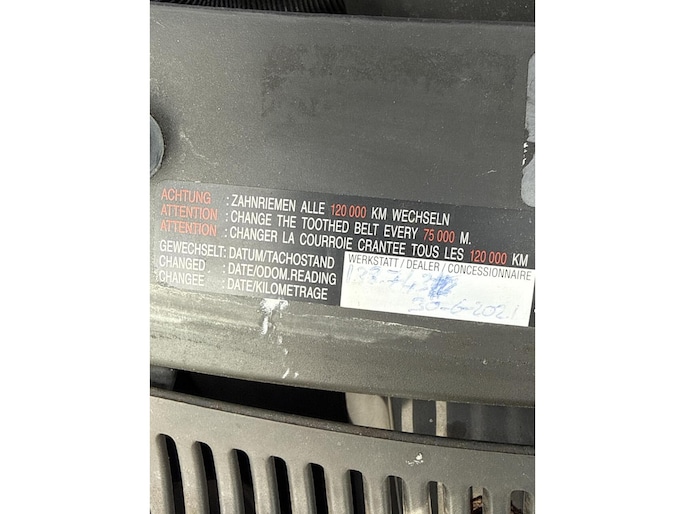 ACHTUNG : ZAHNRIEMEN ALLE 120 000 KM WECHSELN
ATTENTION : CHANGE THE TOOTHED BELT EVERY 75 000 M.
ATTENTION : CHANGER LA COURROIE CRANTEE TOUS LES 120 000 KM
GEWECHSELT: DATUM/TACHOSTAND
CHANGED : DATE/ODOM.READING
CHANGEE : DATE/KILOMETRAGE
WERKSTATT / DEALER / CONCESSIONNAIRE
30-6-2021